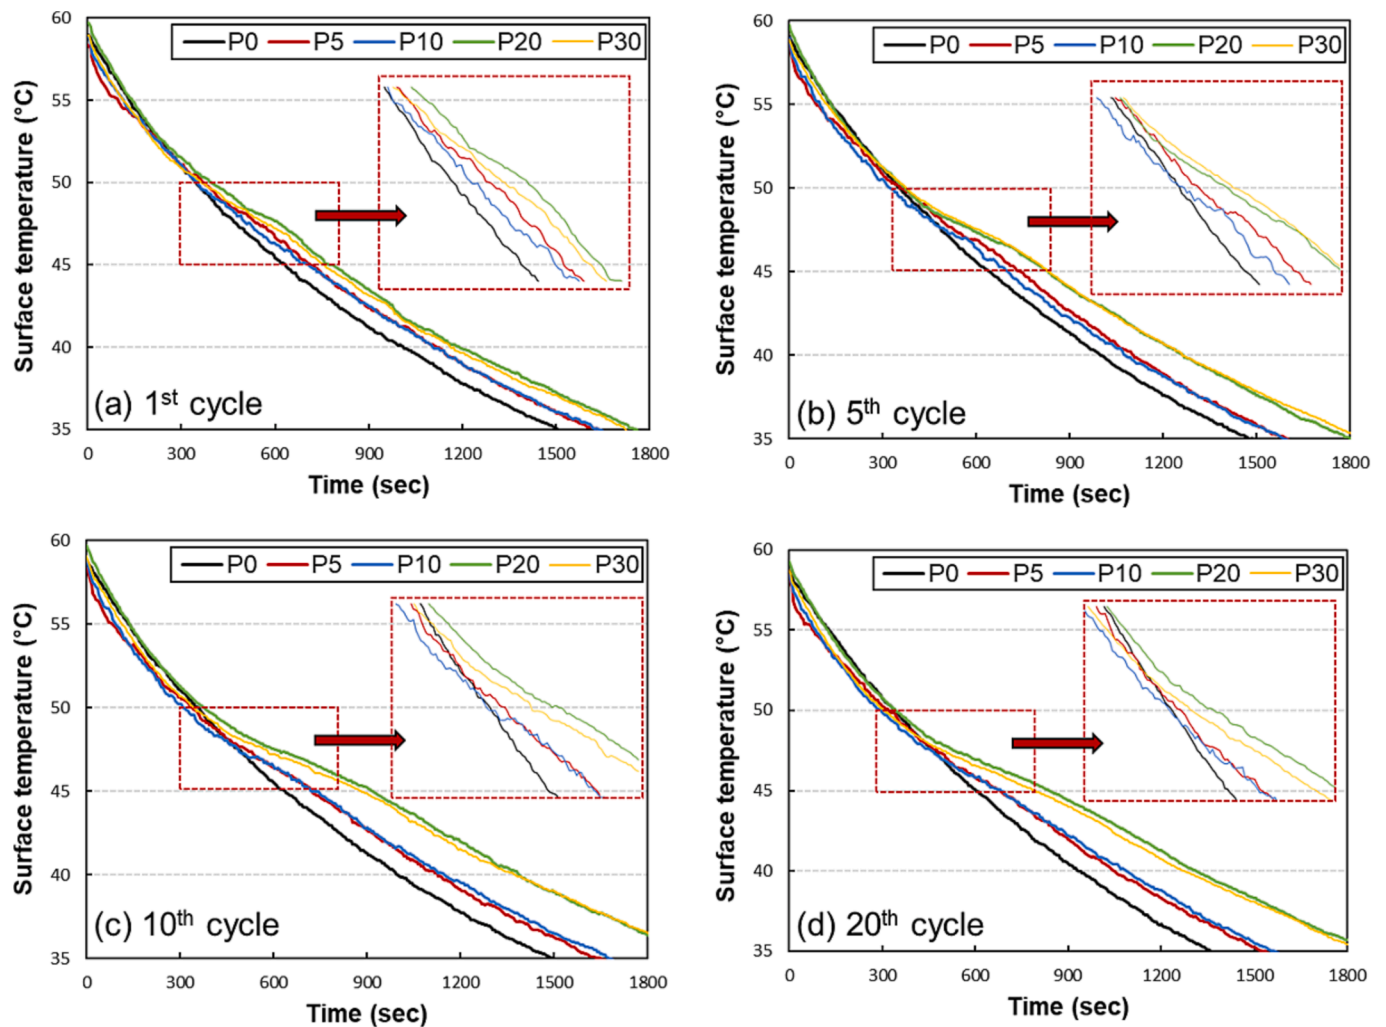 P0 P5 P10 P20 P30
60
55
50
45
40
35
Surface temperature (°C)
(a) 1st cycle
0 300 600 900 1200 1500 1800
Time (sec)
P0 P5 P10 P20 P30
60
55
50
45
40
35
Surface temperature (°C)
(b) 5th cycle
0 300 600 900 1200 1500 1800
Time (sec)
P0 P5 P10 P20 P30
60
55
50
45
40
35
Surface temperature (°C)
(c) 10th cycle
0 300 600 900 1200 1500 1800
Time (sec)
P0 P5 P10 P20 P30
60
55
50
45
40
35
Surface temperature (°C)
(d) 20th cycle
0 300 600 900 1200 1500 1800
Time (sec)